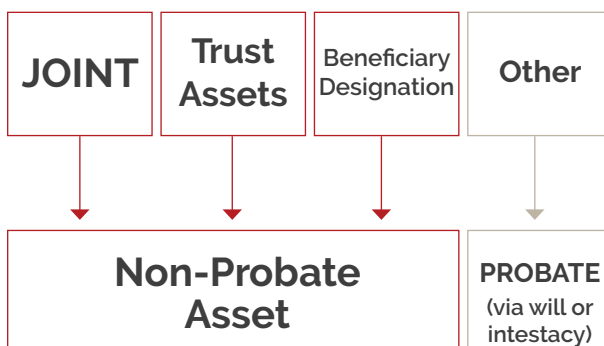 JOINT
Trust
Assets
Beneficiary
Designation
Other
Non-Probate
Asset
PROBATE
(via will or
intestacy)